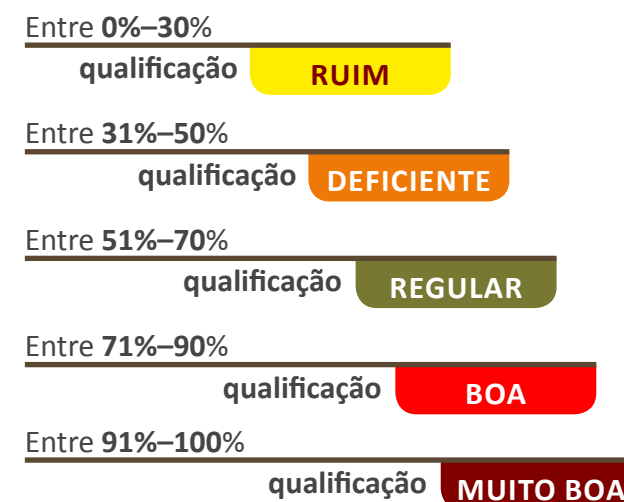 Entre 0%–30%
qualificação RUIM
Entre 31%–50%
qualificação DEFICIENTE
Entre 51%–70%
qualificação REGULAR
Entre 71%–90%
qualificação BOA
Entre 91%–100%
qualificação MUITO BOA